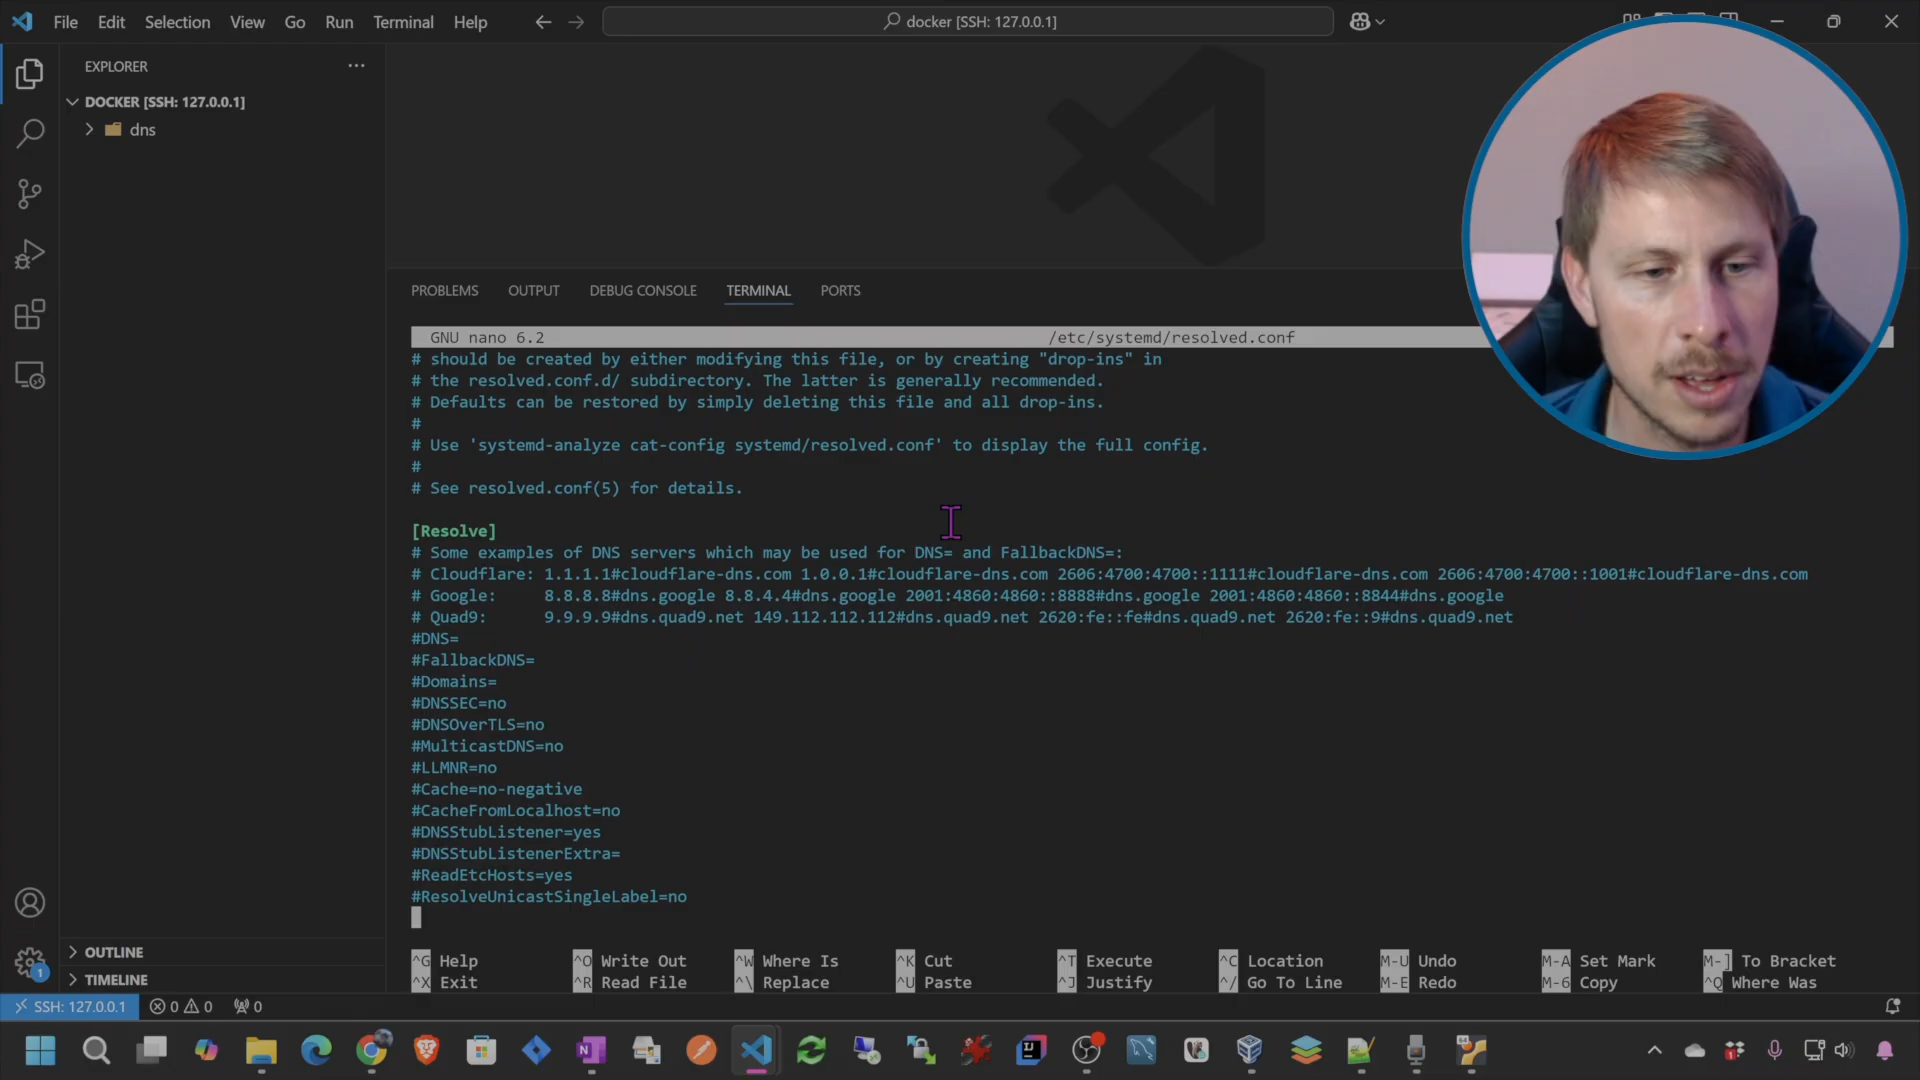 File Edit Selection View Go Run Terminal Help
docker [SSH: 127.0.0.1]
EXPLORER
DOCKER [SSH: 127.0.0.1]
dns
PROBLEMS OUTPUT DEBUG CONSOLE TERMINAL PORTS
GNU nano 6.2 /etc/systemd/resolved.conf
# should be created by either modifying this file, or by creating "drop-ins" in
# the resolved.conf.d/ subdirectory. The latter is generally recommended.
# Defaults can be restored by simply deleting this file and all drop-ins.
#
# Use 'systemd-analyze cat-config systemd/resolved.conf' to display the full config.
#
# See resolved.conf(5) for details.
[Resolve]
# Some examples of DNS servers which may be used for DNS= and FallbackDNS=:
# Cloudflare: 1.1.1.1#cloudflare-dns.com 1.0.0.1#cloudflare-dns.com 2606:4700:4700::1111#cloudflare-dns.com 2606:4700:4700::1001#cloudflare-dns.com
# Google: 8.8.8.8#dns.google 8.8.4.4#dns.google 2001:4860:4860::8888#dns.google 2001:4860:4860::8844#dns.google
# Quad9: 9.9.9.9#dns.quad9.net 149.112.112.112#dns.quad9.net 2620:fe::fe#dns.quad9.net 2620:fe::9#dns.quad9.net
#DNS=
#FallbackDNS=
#Domains=
#DNSSEC=no
#DNSOverTLS=no
#MulticastDNS=no
#LLMNR=no
#Cache=no-negative
#CacheFromLocalhost=no
#DNSStubListener=yes
#DNSStubListenerExtra=
#ReadEtcHosts=yes
#ResolveUnicastSingleLabel=no
^G Help ^O Write Out ^W Where Is ^K Cut ^T Execute ^C Location M-U Undo M-A Set Mark M-] To Bracket
^X Exit ^R Read File ^\ Replace ^U Paste ^J Justify ^/ Go To Line M-E Redo M-6 Copy ^Q Where Was
OUTLINE
TIMELINE
1
SSH: 127.0.0.1 0 0 0